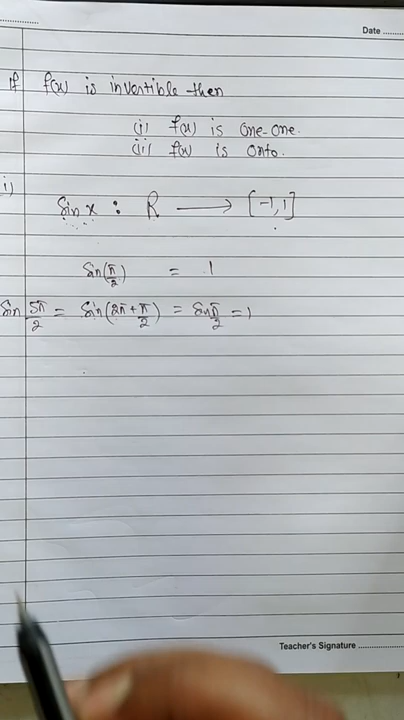 Date ..........
If f(x) is invertible then
(i) f(x) is one-one.
(ii) f(x) is onto.
i)
Sin x : R → [-1,1]
Sin(π/2) = 1
Sin 5π/2 = Sin(2π+π/2) = Sin π/2 = 1
Teacher's Signature ..................